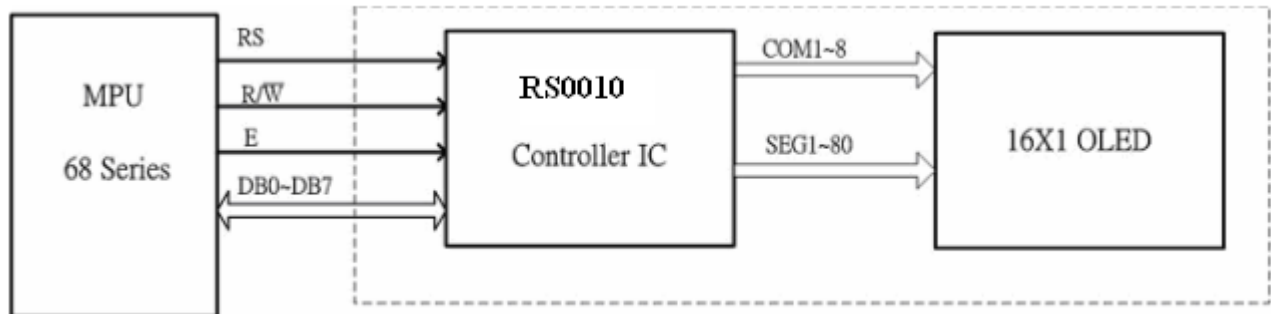 MPU
68 Series
RS
R/W̅
E
DB0~DB7
RS0010
Controller IC
COM1~8
SEG1~80
16X1 OLED